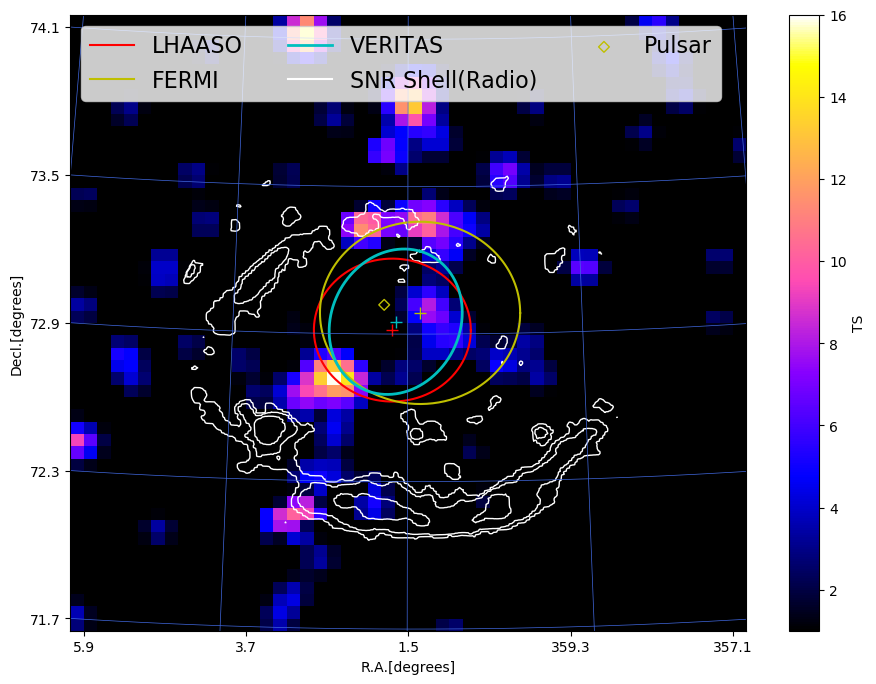 LHAASO VERITAS Pulsar
FERMI SNR Shell(Radio)
74.1
73.5
72.9
72.3
71.7
Decl.[degrees]
5.9 3.7 1.5 359.3 357.1
R.A.[degrees]
16
14
12
10
8
6
4
2
TS